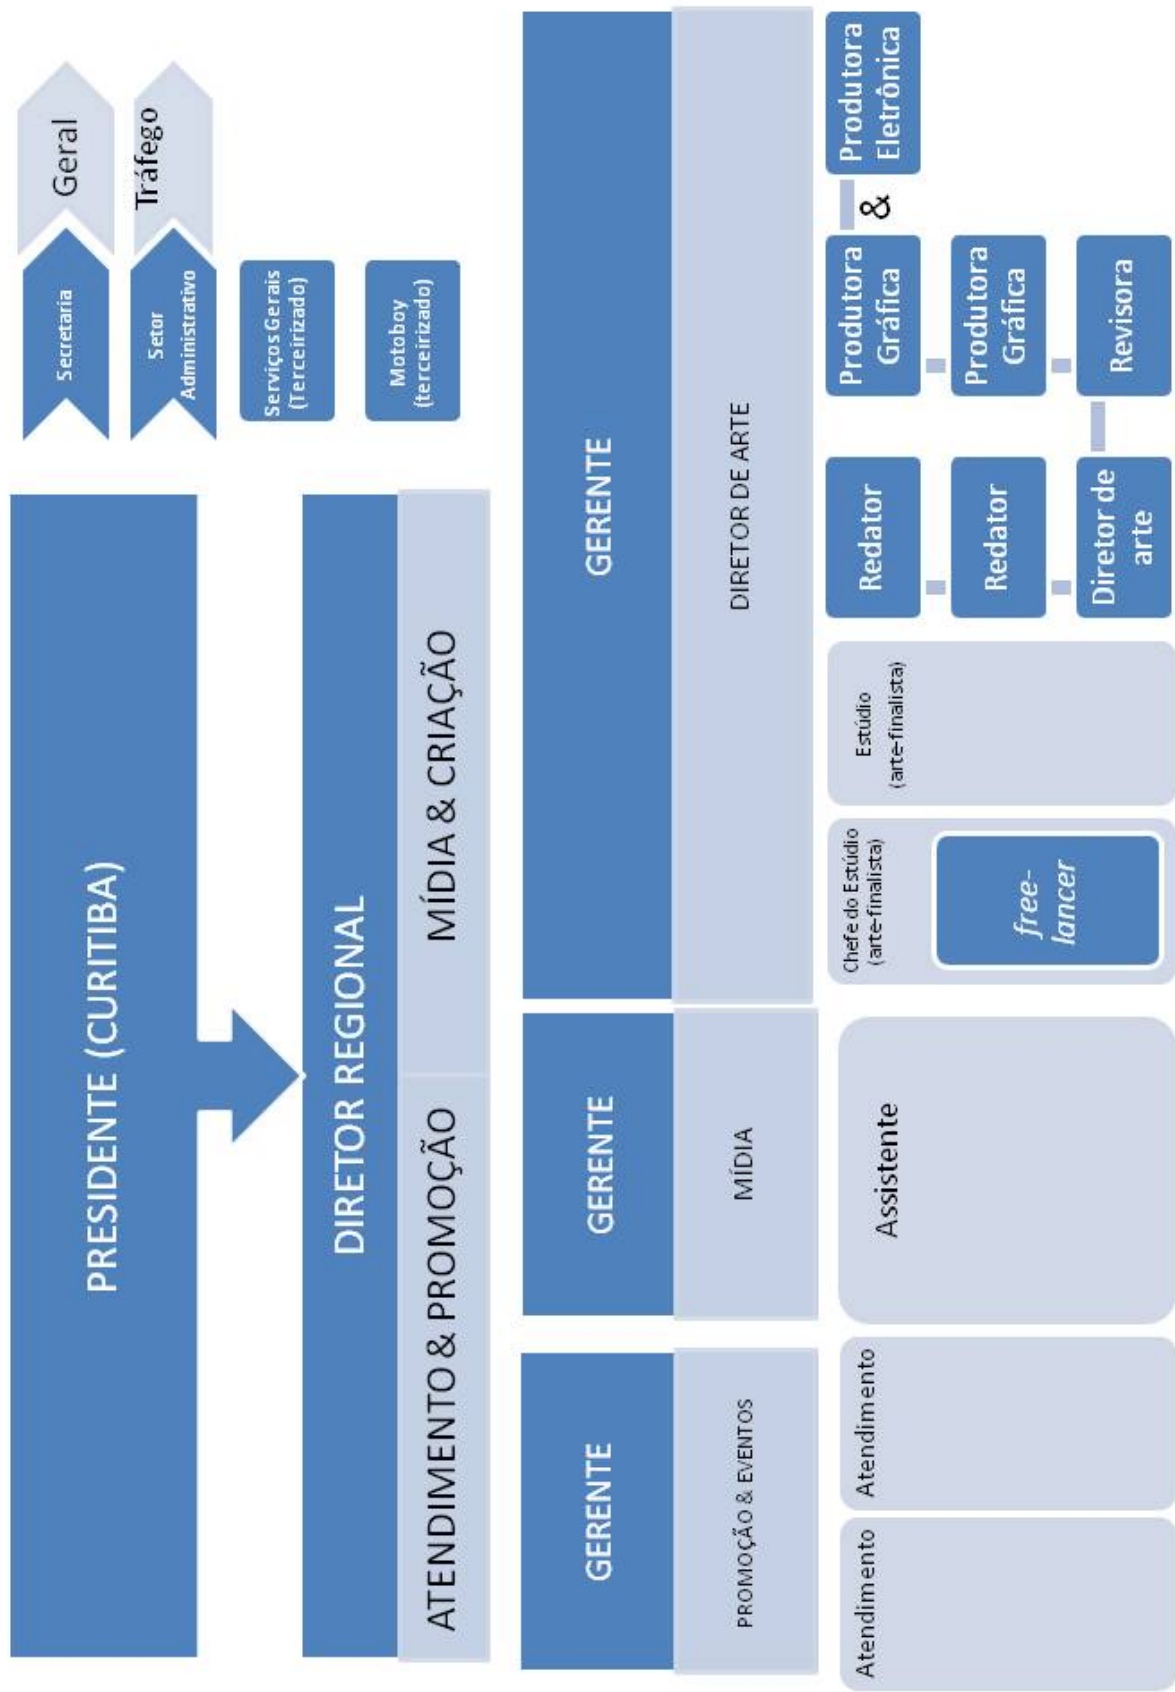 PRESIDENTE (CURITIBA)
Secretaria
Geral
Setor
Administrativo
Tráfego
Serviços Gerais
(Terceirizado)
Motoboy
(terceirizado)
DIRETOR REGIONAL
ATENDIMENTO & PROMOÇÃO
MÍDIA & CRIAÇÃO
GERENTE
PROMOÇÃO & EVENTOS
GERENTE
MÍDIA
GERENTE
DIRETOR DE ARTE
Atendimento
Atendimento
Assistente
Chefe do Estúdio
(arte-finalista)
free-
lancer
Estúdio
(arte-finalista)
Redator
Redator
Diretor de
arte
Produtora
Gráfica
&
Produtora
Eletrônica
Produtora
Gráfica
Revisora